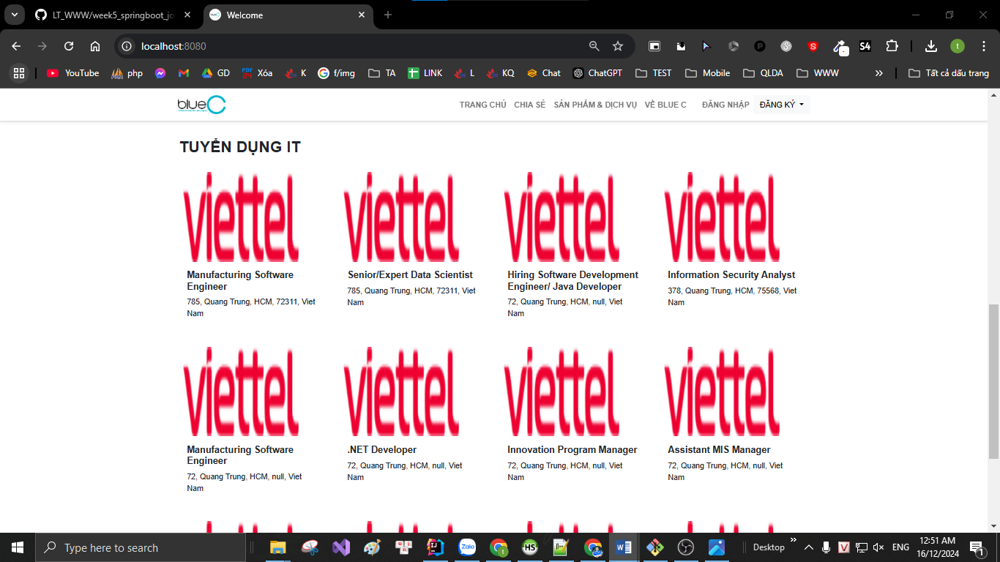 LT_WWW/week5_springboot_jo
Welcome
localhost:8080
S4
t
YouTube
php
GD
PDF
24
Xóa
K
f/img
TA
LINK
L
KQ
Chat
ChatGPT
TEST
Mobile
QLDA
WWW
Tất cả dấu trang
blueC
TRANG CHỦ
CHIA SẺ
SẢN PHẨM & DỊCH VỤ
VỀ BLUE C
ĐĂNG NHẬP
ĐĂNG KÝ
TUYỂN DỤNG IT
viettel
viettel
viettel
viettel
Manufacturing Software
Engineer
785, Quang Trung, HCM, 72311, Viet
Nam
Senior/Expert Data Scientist
785, Quang Trung, HCM, 72311, Viet
Nam
Hiring Software Development
Engineer/ Java Developer
72, Quang Trung, HCM, null, Viet
Nam
Information Security Analyst
378, Quang Trung, HCM, 75568, Viet
Nam
viettel
viettel
viettel
viettel
Manufacturing Software
Engineer
72, Quang Trung, HCM, null, Viet
Nam
.NET Developer
72, Quang Trung, HCM, null, Viet
Nam
Innovation Program Manager
72, Quang Trung, HCM, null, Viet
Nam
Assistant MIS Manager
72, Quang Trung, HCM, null, Viet
Nam
Type here to search
Zalo
HS
Desktop
V
ENG
12:51 AM
16/12/2024
1